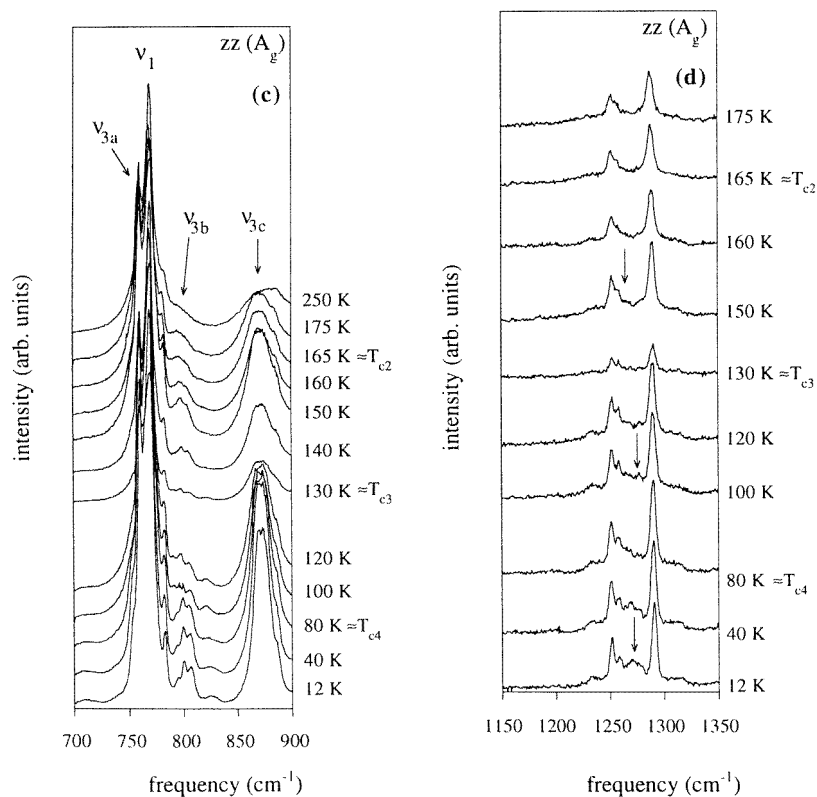 zz (A_g)
ν_1
(c)
ν_3a
ν_3b
ν_3c
250 K
175 K
165 K ≈T_c2
160 K
150 K
140 K
130 K ≈T_c3
120 K
100 K
80 K ≈T_c4
40 K
12 K
intensity (arb. units)
700 750 800 850 900
frequency (cm⁻¹)
zz (A_g)
(d)
175 K
165 K ≈T_c2
160 K
150 K
130 K ≈T_c3
120 K
100 K
80 K ≈T_c4
40 K
12 K
intensity (arb. units)
1150 1200 1250 1300 1350
frequency (cm⁻¹)